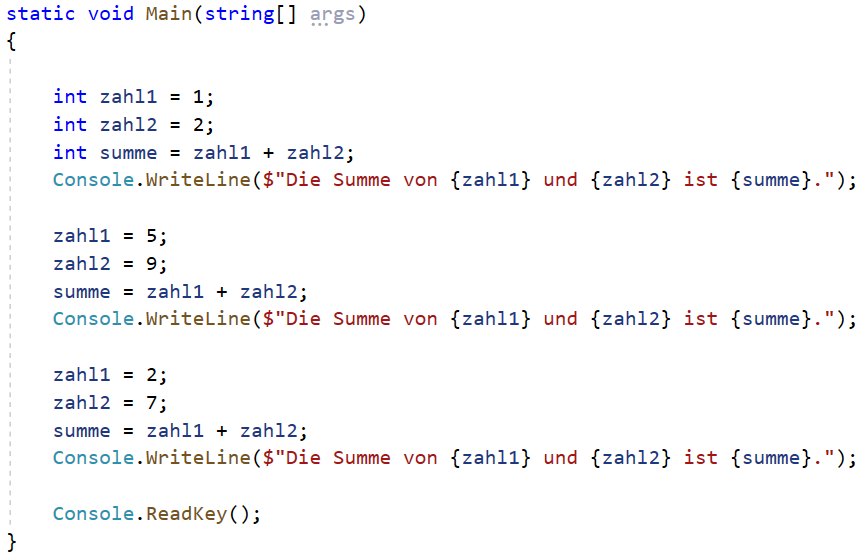 static void Main(string[] args)
{
int zahl1 = 1;
int zahl2 = 2;
int summe = zahl1 + zahl2;
Console.WriteLine($"Die Summe von {zahl1} und {zahl2} ist {summe}.");
zahl1 = 5;
zahl2 = 9;
summe = zahl1 + zahl2;
Console.WriteLine($"Die Summe von {zahl1} und {zahl2} ist {summe}.");
zahl1 = 2;
zahl2 = 7;
summe = zahl1 + zahl2;
Console.WriteLine($"Die Summe von {zahl1} und {zahl2} ist {summe}.");
Console.ReadKey();
}